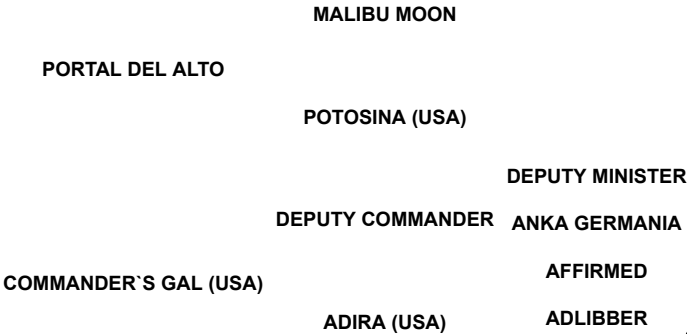 MALIBU MOON
PORTAL DEL ALTO
POTOSINA (USA)
DEPUTY MINISTER
DEPUTY COMMANDER
ANKA GERMANIA
AFFIRMED
COMMANDER`S GAL (USA)
ADLIBBER
ADIRA (USA)